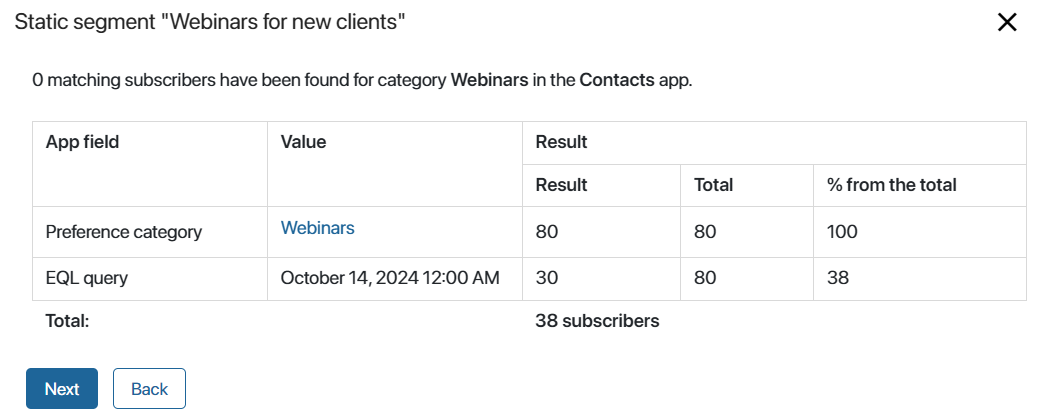 Static segment "Webinars for new clients"
0 matching subscribers have been found for category Webinars in the Contacts app.
App field Value Result
Result Total % from the total
Preference category Webinars 80 80 100
EQL query October 14, 2024 12:00 AM 30 80 38
Total: 38 subscribers
Next Back